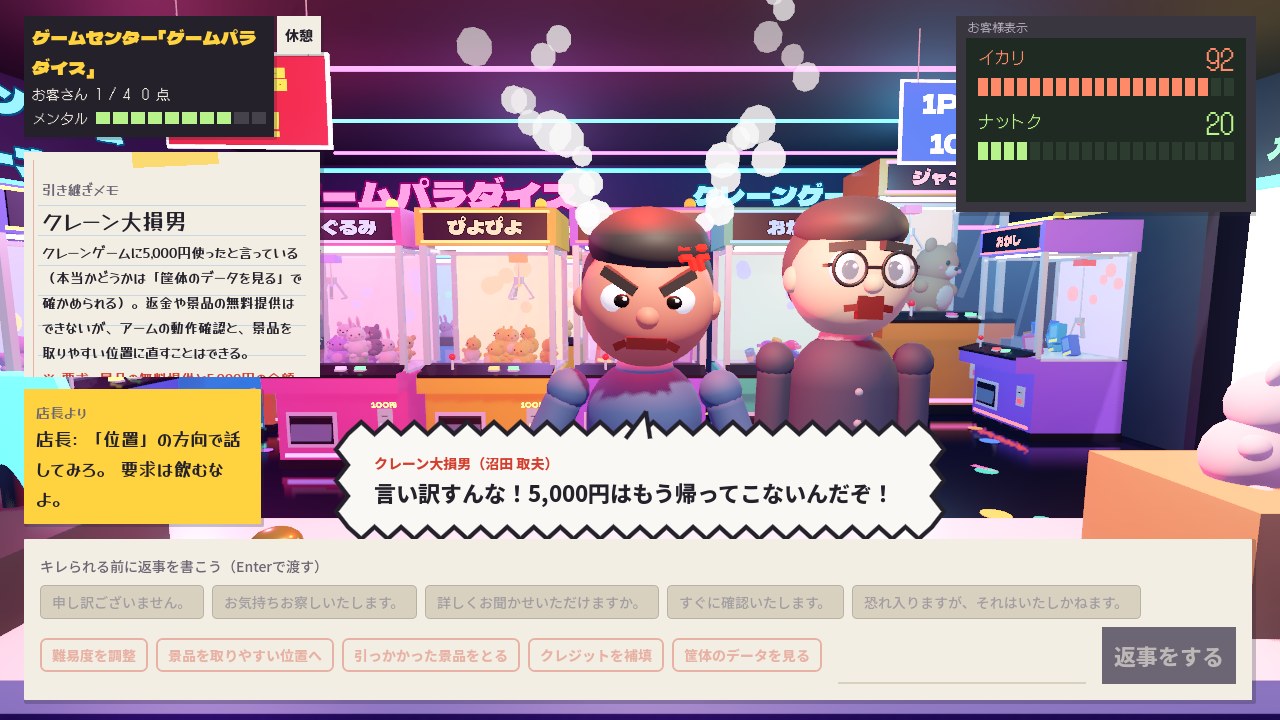 ゲームセンター「ゲームパラ
ダイス」
休憩
お客さん 1/40点
メンタル
引き継ぎメモ
クレーン大損男
クレーンゲームに5,000円使ったと言っている
（本当かどうかは「筐体のデータを見る」で
確かめられる）。返金や景品の無料提供は
できないが、アームの動作確認と、景品を
取りやすい位置に直すことはできる。
店長より
店長: 「位置」の方向で話
してみろ。 要求は飲むな
よ。
お客様表示
イカリ 92
ナットク 20
ームパラダイス
クレーンゲー
1P
10
ジャン
ぐるみ
ぴよぴよ
おか
おかし
100円
100
クレーン大損男（沼田 取夫）
言い訳すんな！5,000円はもう帰ってこないんだぞ！
キレられる前に返事を書こう（Enterで渡す）
申し訳ございません。
お気持ちお察しいたします。
詳しくお聞かせいただけますか。
すぐに確認いたします。
恐れ入りますが、それはいたしかねます。
難易度を調整
景品を取りやすい位置へ
引っかかった景品をとる
クレジットを補填
筐体のデータを見る
返事をする